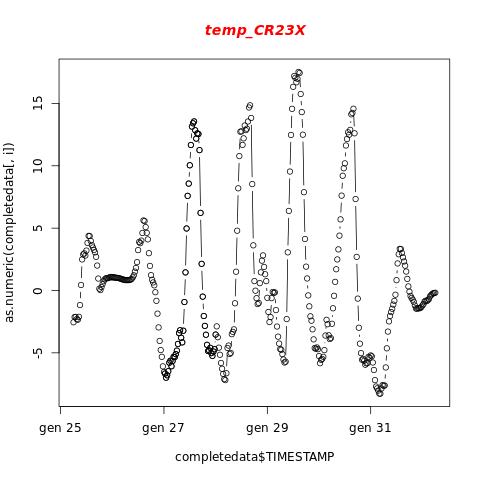 temp_CR23X
as.numeric(completedata[, i])
15
10
5
0
-5
gen 25
gen 27
gen 29
gen 31
completedata$TIMESTAMP